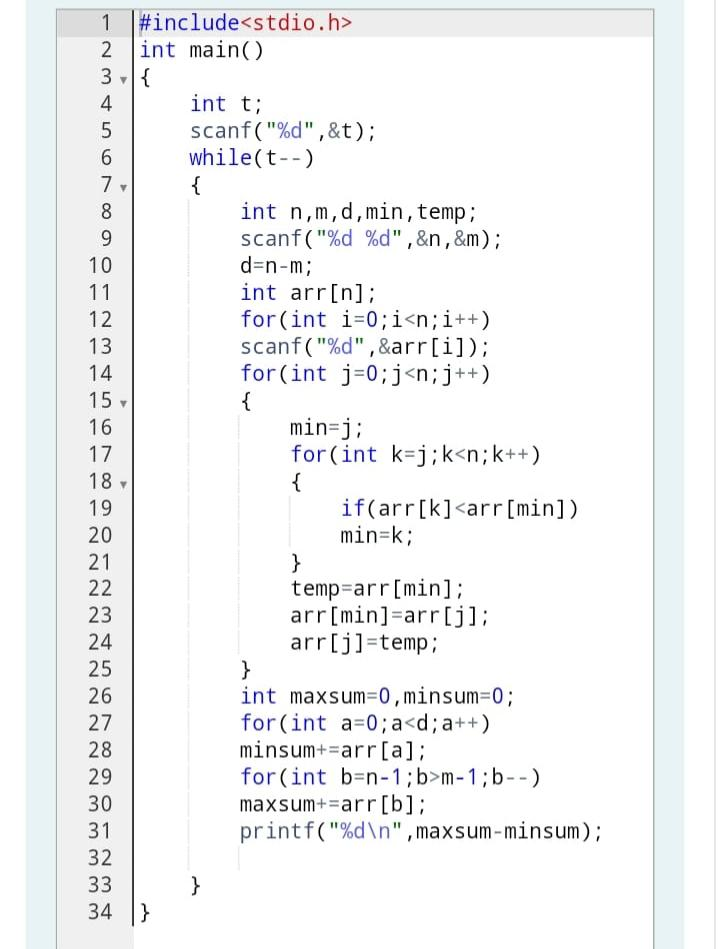 1 #include<stdio.h>
2 int main()
3 {
4 int t;
5 scanf("%d",&t);
6 while(t--)
7 {
8 int n,m,d,min,temp;
9 scanf("%d %d",&n,&m);
10 d=n-m;
11 int arr[n];
12 for(int i=0;i<n;i++)
13 scanf("%d",&arr[i]);
14 for(int j=0;j<n;j++)
15 {
16 min=j;
17 for(int k=j;k<n;k++)
18 {
19 if(arr[k]<arr[min])
20 min=k;
21 }
22 temp=arr[min];
23 arr[min]=arr[j];
24 arr[j]=temp;
25 }
26 int maxsum=0,minsum=0;
27 for(int a=0;a<d;a++)
28 minsum+=arr[a];
29 for(int b=n-1;b>m-1;b--)
30 maxsum+=arr[b];
31 printf("%d\n",maxsum-minsum);
32
33 }
34 }